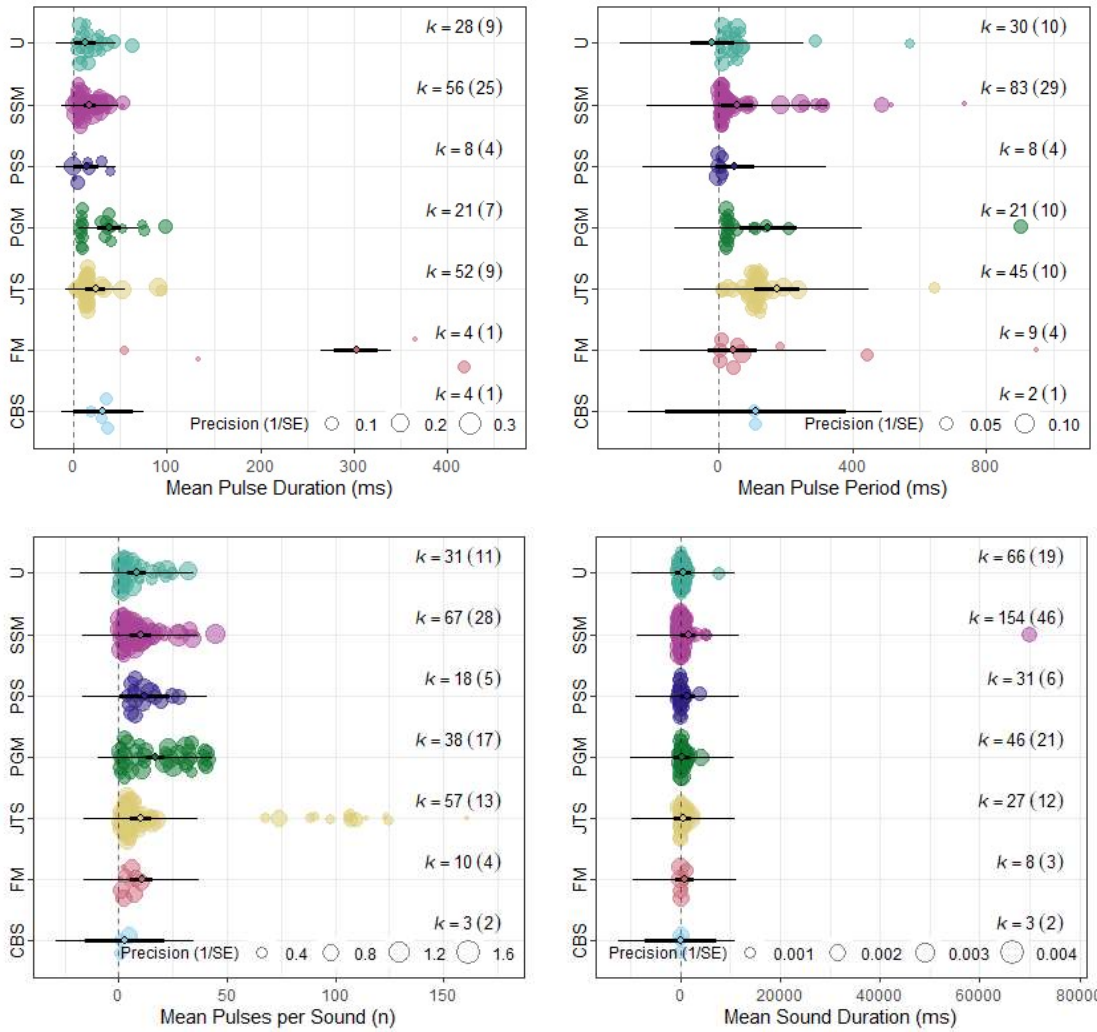 U
k = 28 (9)
SSM
k = 56 (25)
PSS
k = 8 (4)
PGM
k = 21 (7)
JTS
k = 52 (9)
FM
k = 4 (1)
CBS
k = 4 (1)
Precision (1/SE) 0.1 0.2 0.3
0 100 200 300 400
Mean Pulse Duration (ms)
U
k = 30 (10)
SSM
k = 83 (29)
PSS
k = 8 (4)
PGM
k = 21 (10)
JTS
k = 45 (10)
FM
k = 9 (4)
CBS
k = 2 (1)
Precision (1/SE) 0.05 0.10
0 400 800
Mean Pulse Period (ms)
U
k = 31 (11)
SSM
k = 67 (28)
PSS
k = 18 (5)
PGM
k = 38 (17)
JTS
k = 57 (13)
FM
k = 10 (4)
CBS
k = 3 (2)
Precision (1/SE) 0.4 0.8 1.2 1.6
0 50 100 150
Mean Pulses per Sound (n)
U
k = 66 (19)
SSM
k = 154 (46)
PSS
k = 31 (6)
PGM
k = 46 (21)
JTS
k = 27 (12)
FM
k = 8 (3)
CBS
k = 3 (2)
Precision (1/SE) 0.001 0.002 0.003 0.004
0 20000 40000 60000 80000
Mean Sound Duration (ms)